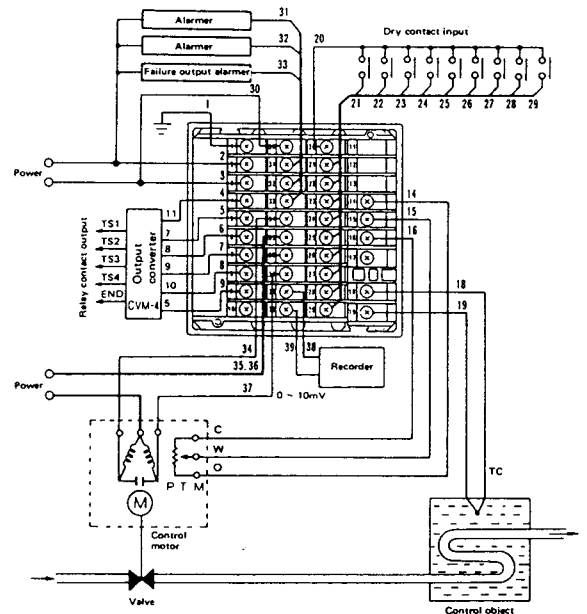 Alarmer
31
Alarmer
32
Failure output alarmer
33
20
Dry contact input
21 22 23 24 25 26 27 28 29
30
1
2
Power
3
4
11
5
7
6
8
7
9
8
10
9
5
TS1
TS2
TS3
TS4
END
Relay contact output
Output converter
CVM-4
14
15
16
18
19
34
35, 36
37
39
38
Recorder
0 ~ 10mV
Power
C
W
O
P T M
M
Control
motor
Valve
TC
Control object